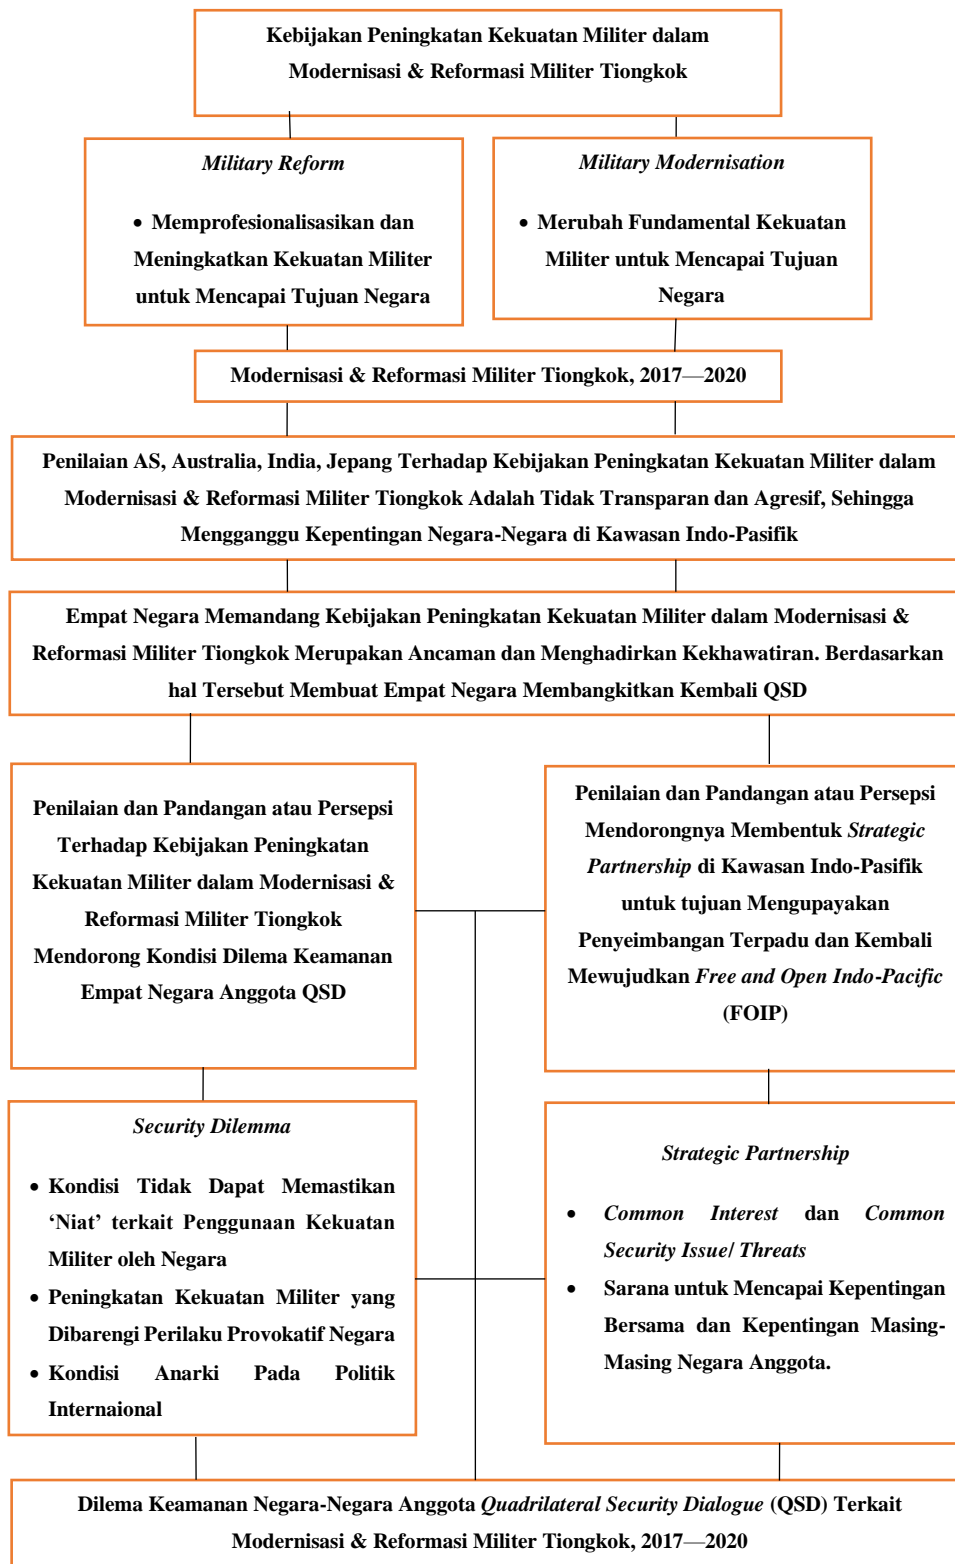 Kebijakan Peningkatan Kekuatan Militer dalam
Modernisasi & Reformasi Militer Tiongkok
Military Reform
• Memprofesionalisasikan dan
Meningkatkan Kekuatan Militer
untuk Mencapai Tujuan Negara
Military Modernisation
• Merubah Fundamental Kekuatan
Militer untuk Mencapai Tujuan
Negara
Modernisasi & Reformasi Militer Tiongkok, 2017—2020
Penilaian AS, Australia, India, Jepang Terhadap Kebijakan Peningkatan Kekuatan Militer dalam
Modernisasi & Reformasi Militer Tiongkok Adalah Tidak Transparan dan Agresif, Sehingga
Mengganggu Kepentingan Negara-Negara di Kawasan Indo-Pasifik
Empat Negara Memandang Kebijakan Peningkatan Kekuatan Militer dalam Modernisasi &
Reformasi Militer Tiongkok Merupakan Ancaman dan Menghadirkan Kekhawatiran. Berdasarkan
hal Tersebut Membuat Empat Negara Membangkitkan Kembali QSD
Penilaian dan Pandangan atau Persepsi
Terhadap Kebijakan Peningkatan
Kekuatan Militer dalam Modernisasi &
Reformasi Militer Tiongkok
Mendorong Kondisi Dilema Keamanan
Empat Negara Anggota QSD
Penilaian dan Pandangan atau Persepsi
Mendorongnya Membentuk Strategic
Partnership di Kawasan Indo-Pasifik
untuk tujuan Mengupayakan
Penyeimbangan Terpadu dan Kembali
Mewujudkan Free and Open Indo-Pacific
(FOIP)
Security Dilemma
• Kondisi Tidak Dapat Memastikan
‘Niat’ terkait Penggunaan Kekuatan
Militer oleh Negara
• Peningkatan Kekuatan Militer yang
Dibarengi Perilaku Provokatif Negara
• Kondisi Anarki Pada Politik
Internaional
Strategic Partnership
• Common Interest dan Common
Security Issue/ Threats
• Sarana untuk Mencapai Kepentingan
Bersama dan Kepentingan Masing-
Masing Negara Anggota.
Dilema Keamanan Negara-Negara Anggota Quadrilateral Security Dialogue (QSD) Terkait
Modernisasi & Reformasi Militer Tiongkok, 2017—2020